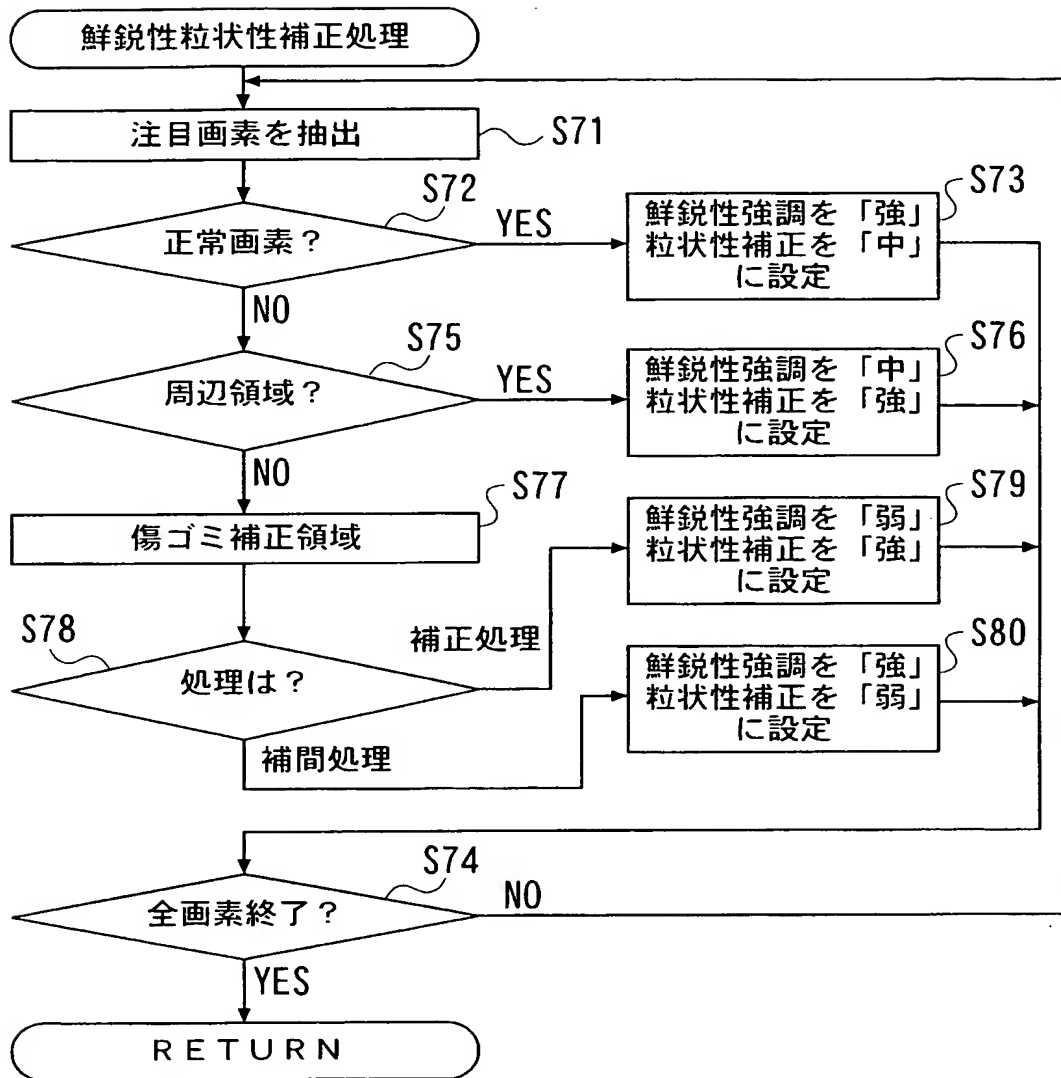 鮮鋭性粒状性補正処理
注目画素を抽出
S71
S72
正常画素?
YES
NO
S73
鮮鋭性強調を「強」
粒状性補正を「中」
に設定
S75
周辺領域?
YES
NO
S76
鮮鋭性強調を「中」
粒状性補正を「強」
に設定
S77
傷ゴミ補正領域
S79
鮮鋭性強調を「弱」
粒状性補正を「強」
に設定
S78
処理は?
補正処理
補間処理
S80
鮮鋭性強調を「強」
粒状性補正を「弱」
に設定
S74
全画素終了?
NO
YES
RETURN